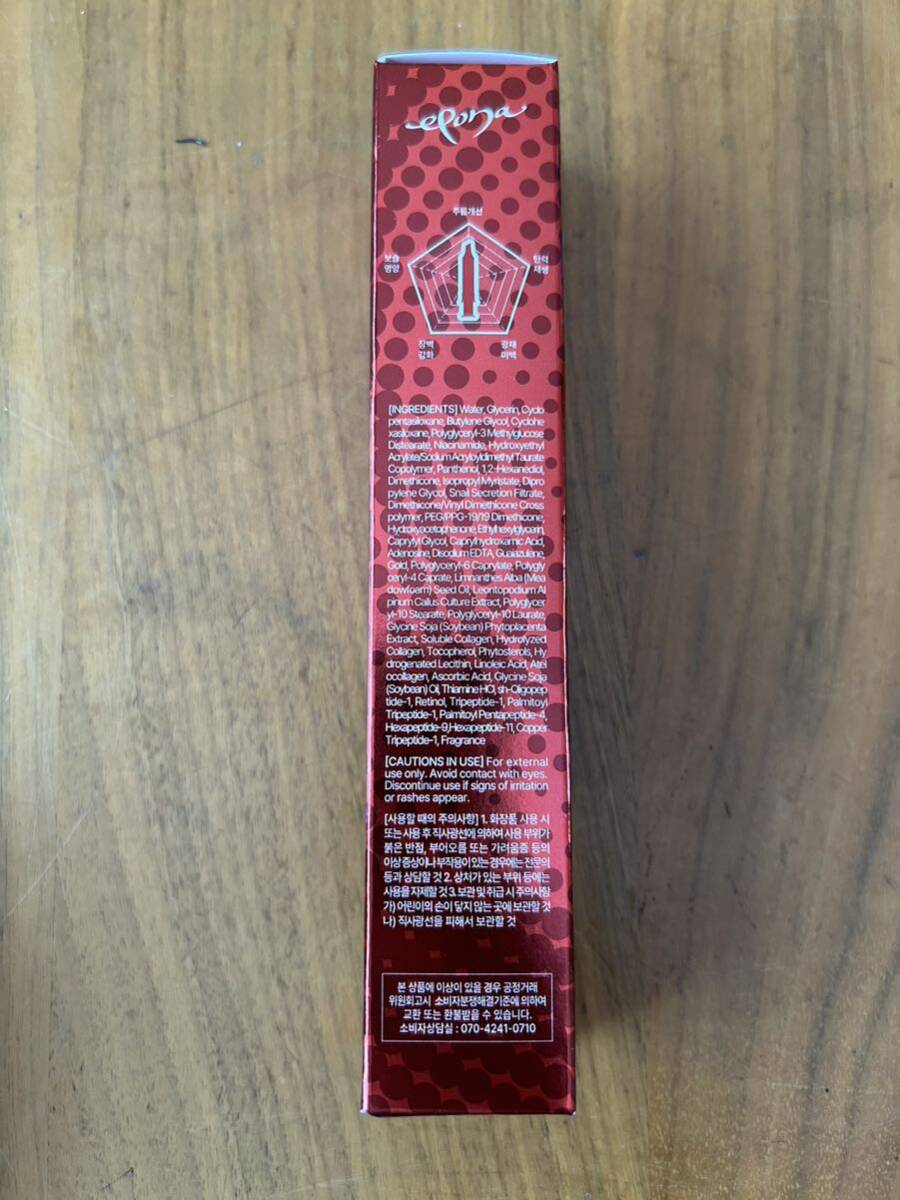 epona
주름개선
보습
영양
탄력
재생
장벽
강화
광채
미백
[INGREDIENTS] Water, Glycerin, Cyclo
pentasiloxane, Butylene Glycol, Cyclohe
xasiloxane, Polyglyceryl-3 Methylglucose
Distearate, Niacinamide, Hydroxyethyl
Acrylate/Sodium Acryloyldimethyl Taurate
Copolymer, Panthenol, 1,2-Hexanediol,
Dimethicone, Isopropyl Myristate, Dipro
pylene Glycol, Snail Secretion Filtrate,
Dimethicone/Vinyl Dimethicone Cross
polymer, PEG/PPG-19/19 Dimethicone,
Hydroxyacetophenone, Ethylhexylglycerin,
Caprylyl Glycol, Caprylhydroxamic Acid,
Adenosine, Disodium EDTA, Guaiazulene,
Gold, Polyglyceryl-6 Caprylate, Polygly
ceryl-4 Caprate, Limnanthes Alba (Mea
dowfoam) Seed Oil, Leontopodium Al
pinum Callus Culture Extract, Polyglycer
yl-10 Stearate, Polyglyceryl-10 Laurate,
Glycine Soja (Soybean) Phytoplacenta
Extract, Soluble Collagen, Hydrolyzed
Collagen, Tocopherol, Phytosterols, Hy
drogenated Lecithin, Linoleic Acid, Atel
ocollagen, Ascorbic Acid, Glycine Soja
(Soybean) Oil, Thiamine HCl, sh-Oligopep
tide-1, Retinol, Tripeptide-1, Palmitoyl
Tripeptide-1, Palmitoyl Pentapeptide-4,
Hexapeptide-9,Hexapeptide-11, Copper
Tripeptide-1, Fragrance
[CAUTIONS IN USE] For external
use only. Avoid contact with eyes.
Discontinue use if signs of irritation
or rashes appear.
[사용할 때의 주의사항] 1. 화장품 사용 시
또는 사용 후 직사광선에 의하여 사용 부위가
붉은 반점, 부어오름 또는 가려움증 등의
이상 증상이나 부작용이 있는 경우에는 전문의
등과 상담할 것 2. 상처가 있는 부위 등에는
사용을 자제할 것 3. 보관 및 취급 시 주의사항
가) 어린이의 손이 닿지 않는 곳에 보관할 것
나) 직사광선을 피해서 보관할 것
본 상품에 이상이 있을 경우 공정거래
위원회고시 소비자분쟁해결기준에 의하여
교환 또는 환불받을 수 있습니다.
소비자상담실 : 070-4241-0710